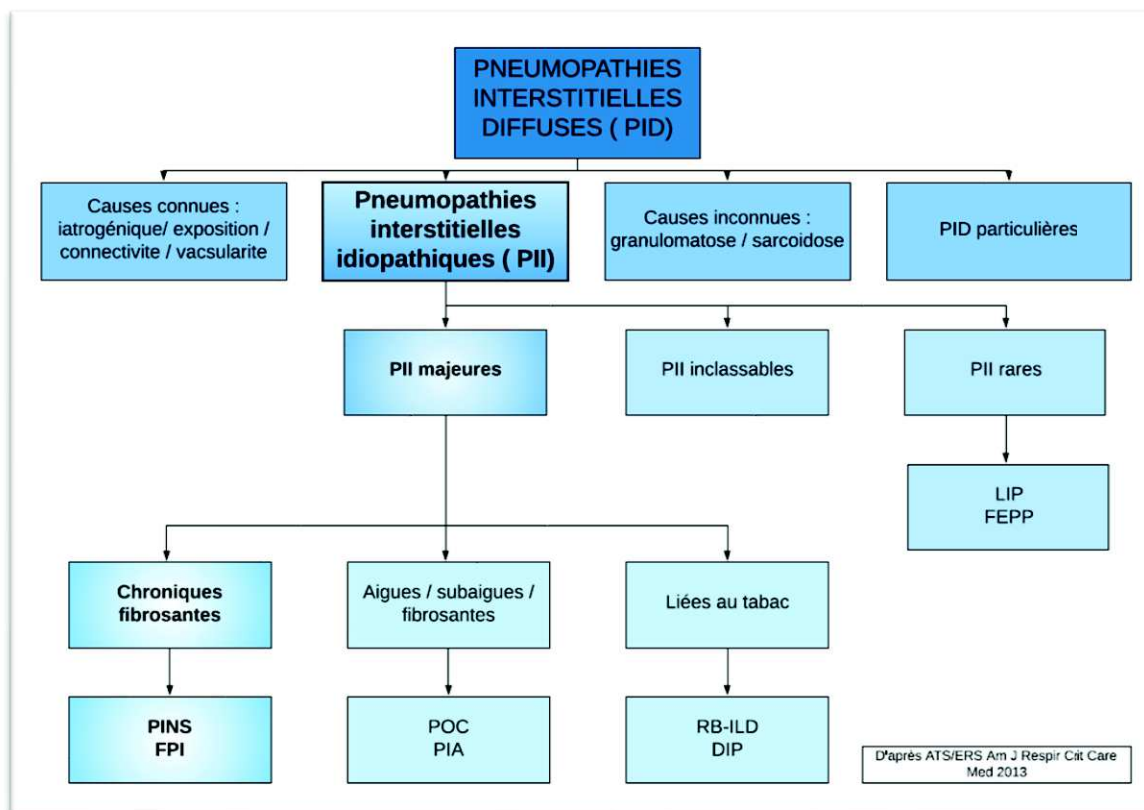 PNEUMOPATHIES
INTERSTITIELLES
DIFFUSES ( PID)
Causes connues :
iatrogénique/ exposition /
connectivite / vacsularite
Pneumopathies
interstitielles
idiopathiques ( PII)
Causes inconnues :
granulomatose / sarcoidose
PID particulières
PII majeures
PII inclassables
PII rares
LIP
FEPP
Chroniques
fibrosantes
Aigues / subaigues /
fibrosantes
Liées au tabac
PINS
FPI
POC
PIA
RB-ILD
DIP
D'après ATS/ERS Am J Respir Crit Care
Med 2013